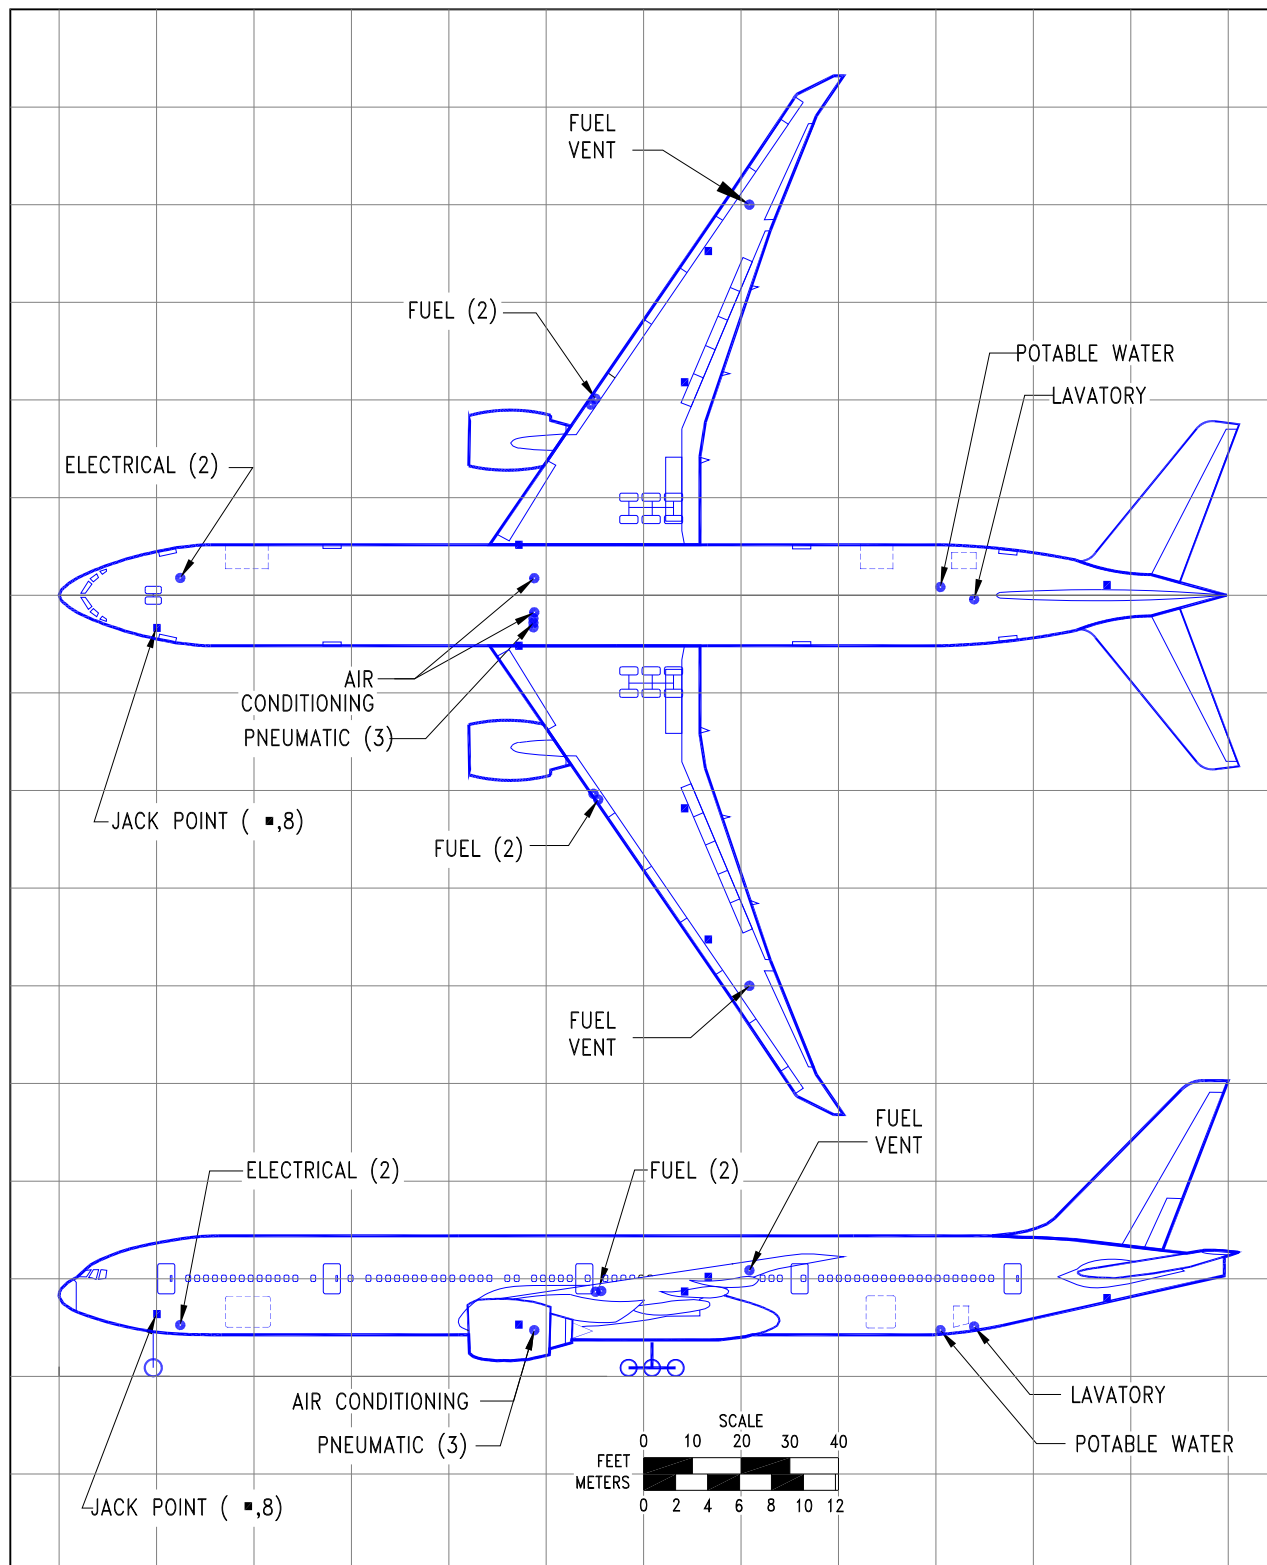 FUEL
VENT
FUEL (2)
POTABLE WATER
LAVATORY
ELECTRICAL (2)
AIR
CONDITIONING
PNEUMATIC (3)
JACK POINT ( ▪,8)
FUEL (2)
FUEL
VENT
FUEL
VENT
ELECTRICAL (2)
FUEL (2)
AIR CONDITIONING
LAVATORY
SCALE
PNEUMATIC (3)
0 10 20 30 40
POTABLE WATER
FEET
METERS
0 2 4 6 8 10 12
JACK POINT ( ▪,8)